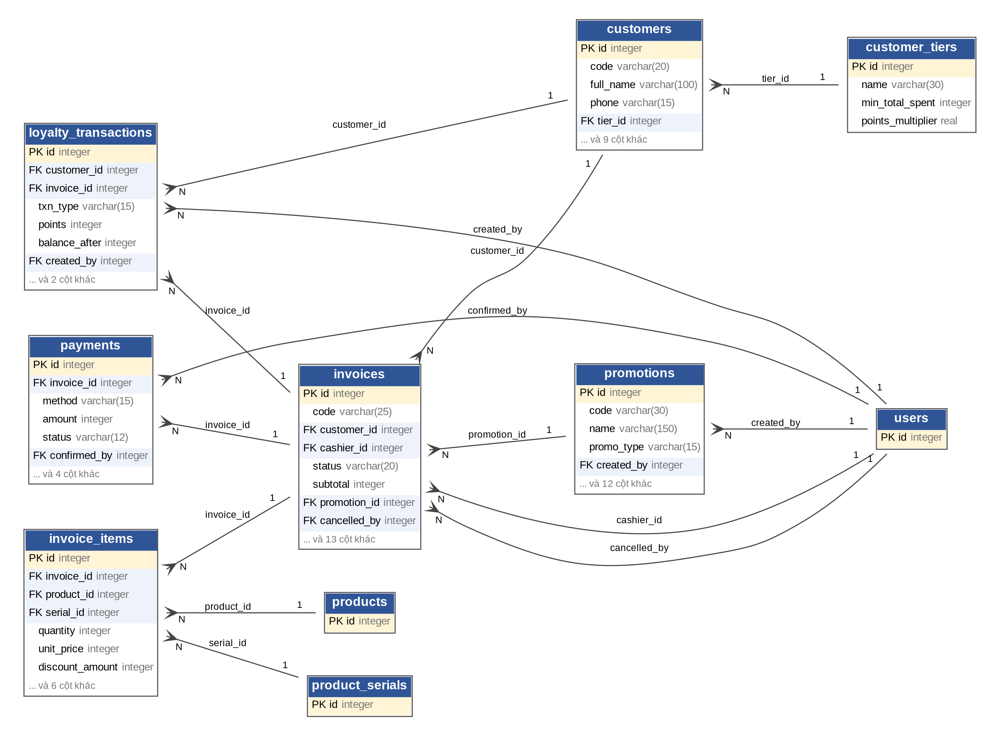 customers
PK id integer
code varchar(20)
full_name varchar(100)
phone varchar(15)
FK tier_id integer
... và 9 cột khác
customer_tiers
PK id integer
name varchar(30)
min_total_spent integer
points_multiplier real
tier_id
N
1
loyalty_transactions
PK id integer
FK customer_id integer
FK invoice_id integer
txn_type varchar(15)
points integer
balance_after integer
FK created_by integer
... và 2 cột khác
customer_id
N
1
created_by
N
1
invoice_id
N
1
customer_id
N
1
payments
PK id integer
FK invoice_id integer
method varchar(15)
amount integer
status varchar(12)
FK confirmed_by integer
... và 4 cột khác
confirmed_by
N
1
invoice_id
N
1
invoices
PK id integer
code varchar(25)
FK customer_id integer
FK cashier_id integer
status varchar(20)
subtotal integer
FK promotion_id integer
FK cancelled_by integer
... và 13 cột khác
promotion_id
N
1
promotions
PK id integer
code varchar(30)
name varchar(150)
promo_type varchar(15)
FK created_by integer
... và 12 cột khác
created_by
N
1
users
PK id integer
cashier_id
N
1
cancelled_by
N
1
invoice_items
PK id integer
FK invoice_id integer
FK product_id integer
FK serial_id integer
quantity integer
unit_price integer
discount_amount integer
... và 6 cột khác
invoice_id
N
1
product_id
N
1
products
PK id integer
serial_id
N
1
product_serials
PK id integer